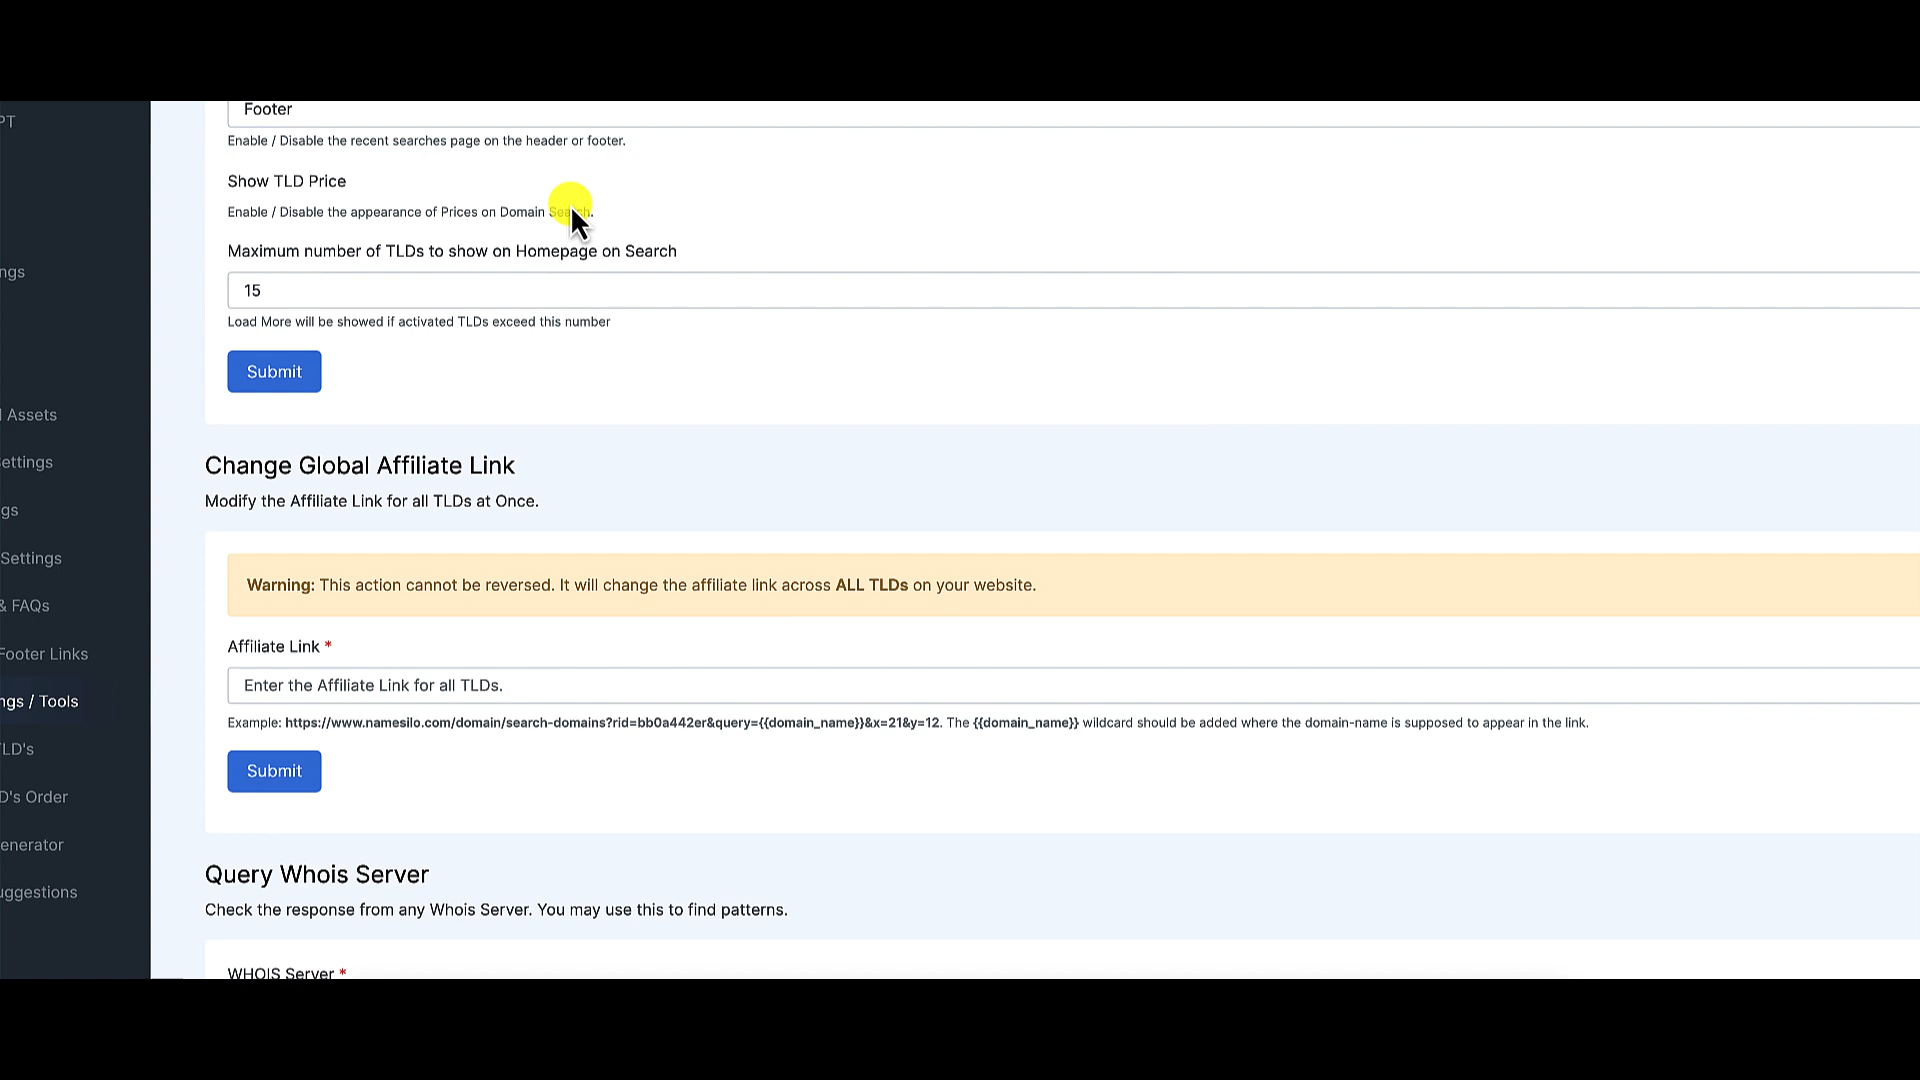 PT
Footer
Enable / Disable the recent searches page on the header or footer.
Show TLD Price
Enable / Disable the appearance of Prices on Domain Search.
Maximum number of TLDs to show on Homepage on Search
15
Load More will be showed if activated TLDs exceed this number
Submit
ngs
Assets
ettings
gs
Settings
& FAQs
Footer Links
ngs / Tools
LD's
D's Order
enerator
uggestions
Change Global Affiliate Link
Modify the Affiliate Link for all TLDs at Once.
Warning: This action cannot be reversed. It will change the affiliate link across ALL TLDs on your website.
Affiliate Link *
Enter the Affiliate Link for all TLDs.
Example: https://www.namesilo.com/domain/search-domains?rid=bb0a442er&query={{domain_name}}&x=21&y=12. The {{domain_name}} wildcard should be added where the domain-name is supposed to appear in the link.
Submit
Query Whois Server
Check the response from any Whois Server. You may use this to find patterns.
WHOIS Server *